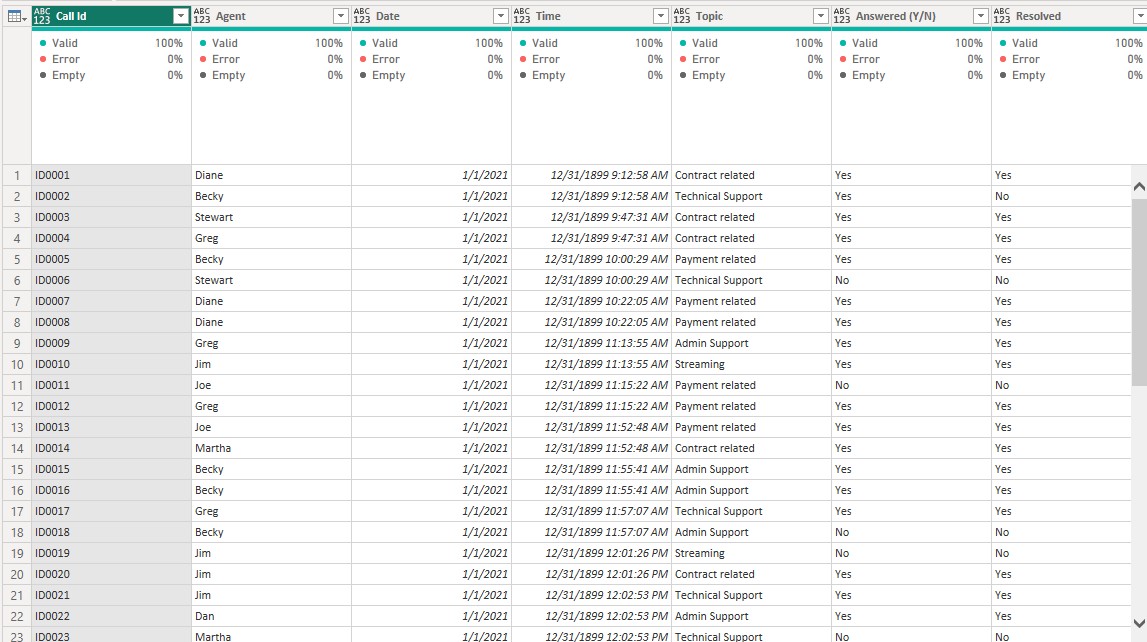 ABC 123 Call Id ABC 123 Agent ABC 123 Date ABC 123 Time ABC 123 Topic ABC 123 Answered (Y/N) ABC 123 Resolved
Valid 100% Valid 100% Valid 100% Valid 100% Valid 100% Valid 100% Valid 100%
Error 0% Error 0% Error 0% Error 0% Error 0% Error 0% Error 0%
Empty 0% Empty 0% Empty 0% Empty 0% Empty 0% Empty 0% Empty 0%
1 ID0001 Diane 1/1/2021 12/31/1899 9:12:58 AM Contract related Yes Yes
2 ID0002 Becky 1/1/2021 12/31/1899 9:12:58 AM Technical Support Yes No
3 ID0003 Stewart 1/1/2021 12/31/1899 9:47:31 AM Contract related Yes Yes
4 ID0004 Greg 1/1/2021 12/31/1899 9:47:31 AM Contract related Yes Yes
5 ID0005 Becky 1/1/2021 12/31/1899 10:00:29 AM Payment related Yes Yes
6 ID0006 Stewart 1/1/2021 12/31/1899 10:00:29 AM Technical Support No No
7 ID0007 Diane 1/1/2021 12/31/1899 10:22:05 AM Payment related Yes Yes
8 ID0008 Diane 1/1/2021 12/31/1899 10:22:05 AM Payment related Yes Yes
9 ID0009 Greg 1/1/2021 12/31/1899 11:13:55 AM Admin Support Yes Yes
10 ID0010 Jim 1/1/2021 12/31/1899 11:13:55 AM Streaming Yes Yes
11 ID0011 Joe 1/1/2021 12/31/1899 11:15:22 AM Payment related No No
12 ID0012 Greg 1/1/2021 12/31/1899 11:15:22 AM Payment related Yes Yes
13 ID0013 Joe 1/1/2021 12/31/1899 11:52:48 AM Payment related Yes Yes
14 ID0014 Martha 1/1/2021 12/31/1899 11:52:48 AM Contract related Yes Yes
15 ID0015 Becky 1/1/2021 12/31/1899 11:55:41 AM Admin Support Yes Yes
16 ID0016 Becky 1/1/2021 12/31/1899 11:55:41 AM Admin Support Yes Yes
17 ID0017 Greg 1/1/2021 12/31/1899 11:57:07 AM Technical Support Yes Yes
18 ID0018 Becky 1/1/2021 12/31/1899 11:57:07 AM Admin Support No No
19 ID0019 Jim 1/1/2021 12/31/1899 12:01:26 PM Streaming No No
20 ID0020 Jim 1/1/2021 12/31/1899 12:01:26 PM Contract related Yes Yes
21 ID0021 Jim 1/1/2021 12/31/1899 12:02:53 PM Technical Support Yes Yes
22 ID0022 Dan 1/1/2021 12/31/1899 12:02:53 PM Admin Support Yes Yes
23 ID0023 Martha 1/1/2021 12/31/1899 12:02:53 PM Technical Support No No